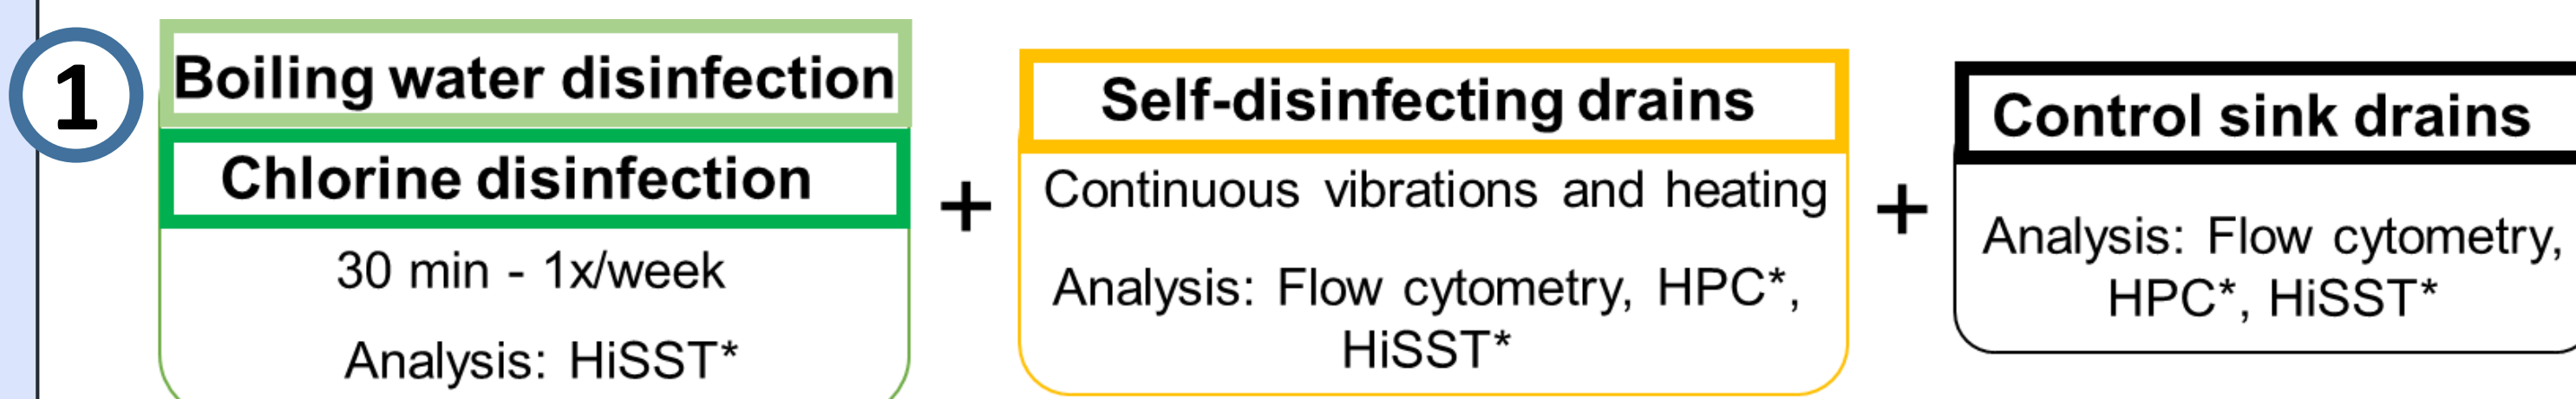 1
Boiling water disinfection
Chlorine disinfection
30 min - 1x/week
Analysis: HiSST*
+
Self-disinfecting drains
Continuous vibrations and heating
Analysis: Flow cytometry, HPC*,
HiSST*
+
Control sink drains
Analysis: Flow cytometry,
HPC*, HiSST*